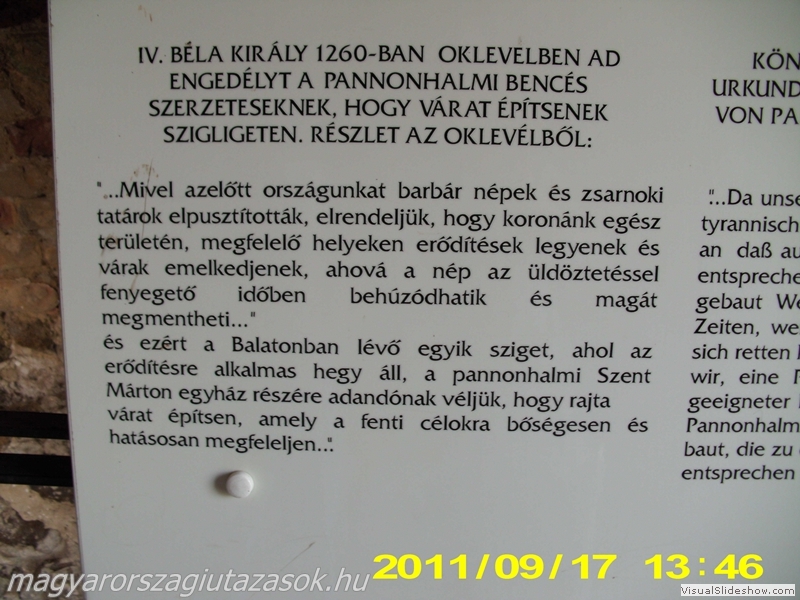 IV. BÉLA KIRÁLY 1260-BAN OKLEVELBEN AD
ENGEDÉLYT A PANNONHALMI BENCÉS
SZERZETESEKNEK, HOGY VÁRAT ÉPÍTSENEK
SZIGLIGETEN. RÉSZLET AZ OKLEVÉLBŐL:
"...Mivel azelőtt országunkat barbár népek és zsarnoki
tatárok elpusztították, elrendeljük, hogy koronánk egész
területén, megfelelő helyeken erődítések legyenek és
várak emelkedjenek, ahová a nép az üldöztetéssel
fenyegető időben behúzódhatik és magát
megmentheti..."
és ezért a Balatonban lévő egyik sziget, ahol az
erődítésre alkalmas hegy áll, a pannonhalmi Szent
Márton egyház részére adandónak véljük, hogy rajta
várat építsen, amely a fenti célokra bőségesen és
hatásosan megfeleljen..."
KÖN
URKUND
VON PA
"...Da unse
tyrannisch
an daß au
entspreche
gebaut We
Zeiten, we
sich retten
wir, eine
geeigneter
Pannonhalm
baut, die zu
entsprechen
2011/09/17 13:46
magyarorszagiutazasok.hu
VisualSlideshow.com